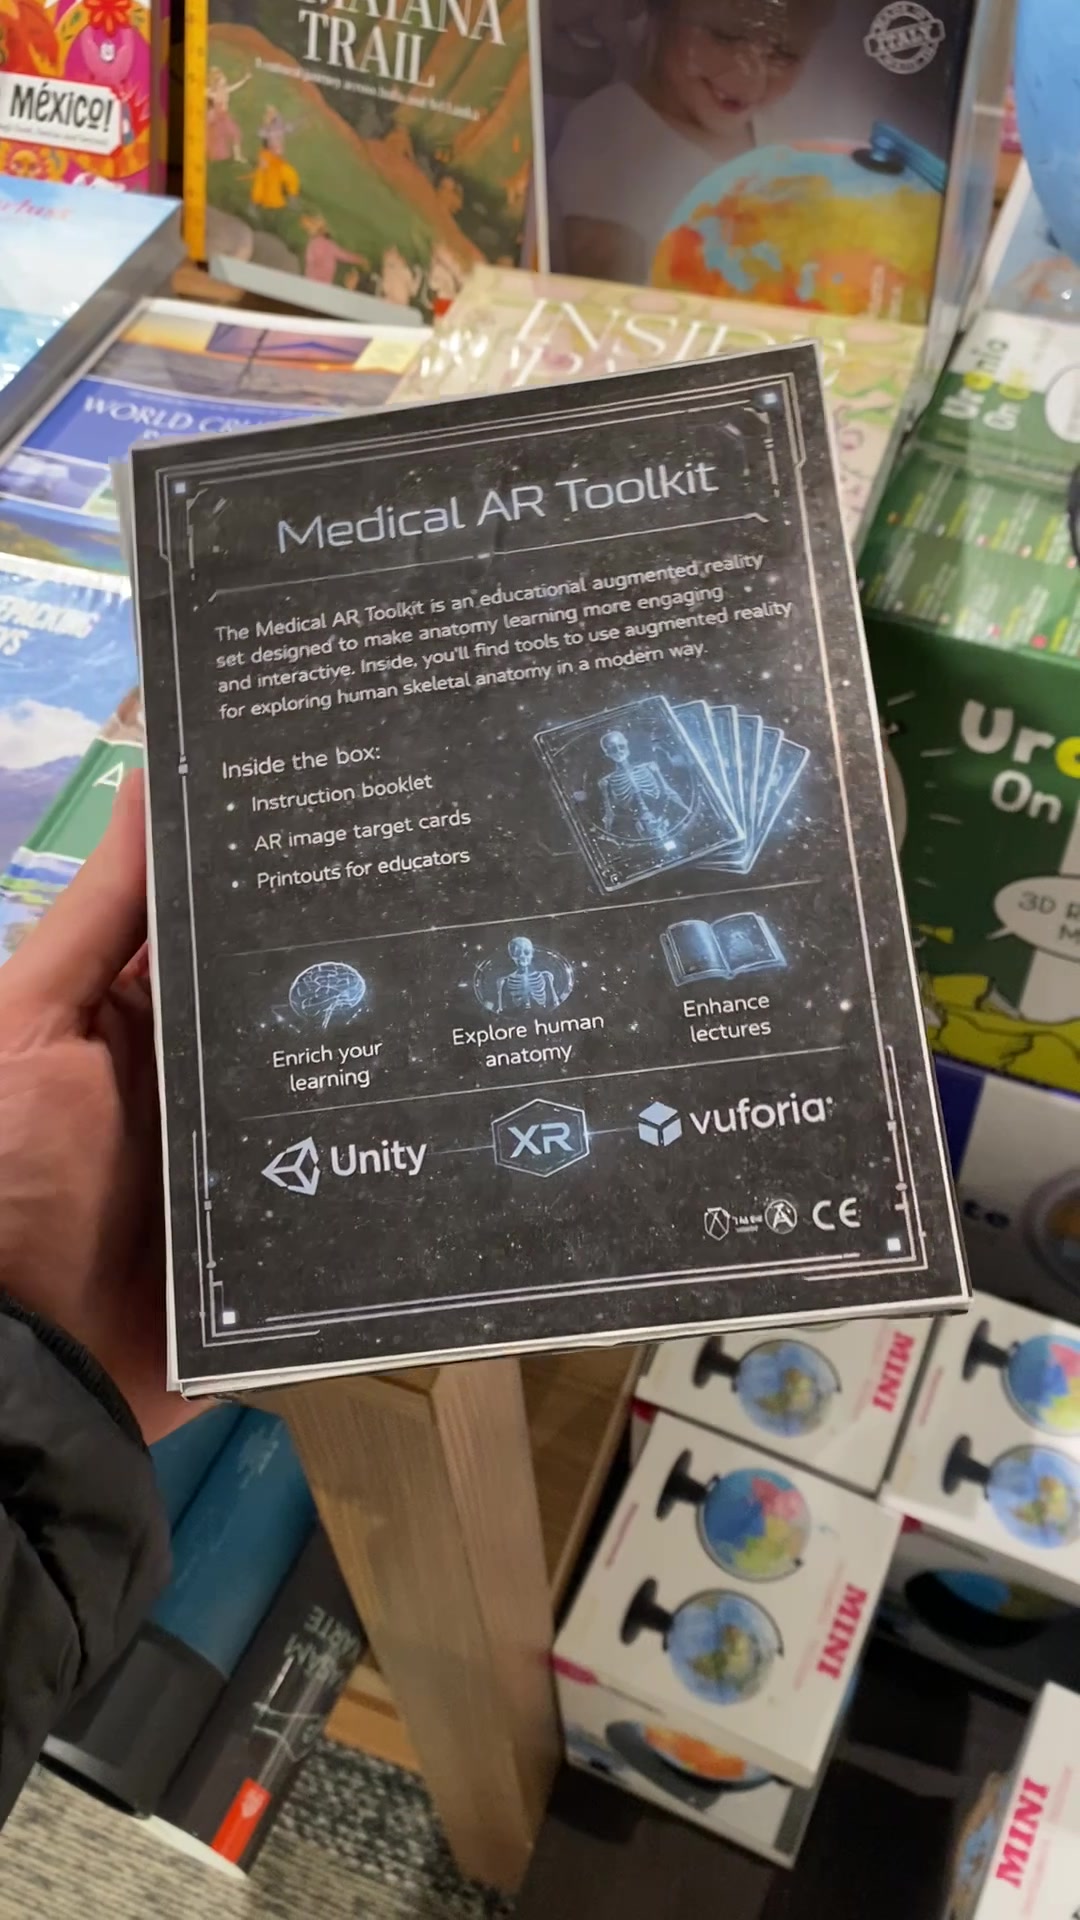 México!
MAIANA
TRAIL
ITALY
INSIDE
WORLD
Medical AR Toolkit
The Medical AR Toolkit is an educational augmented reality
set designed to make anatomy learning more engaging
and interactive. Inside, you'll find tools to use augmented reality
for exploring human skeletal anatomy in a modern way.
Inside the box:
• Instruction booklet
• AR image target cards
• Printouts for educators
Enrich your
learning
Explore human
anatomy
Enhance
lectures
Unity
XR
vuforia
CE
On
3D
MINI
MINI
MINI